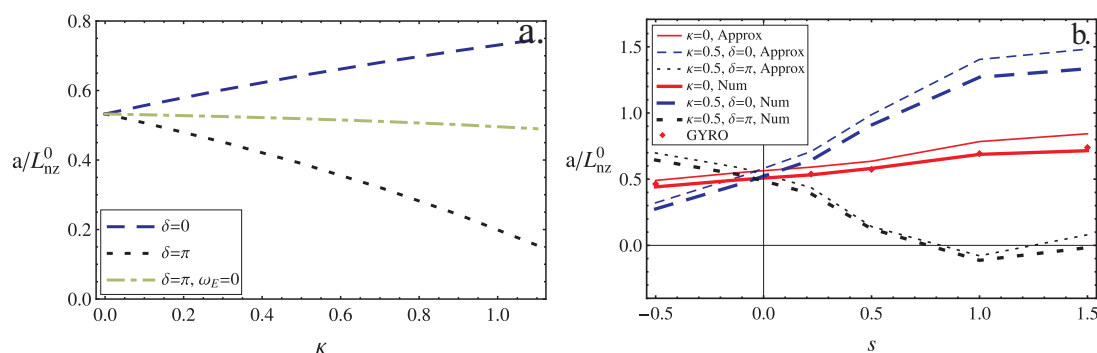 a.
0.8
0.6
0.4
0.2
0.0
a/L⁰nz
δ=0
δ=π
δ=π, ωE=0
0.0 0.2 0.4 0.6 0.8 1.0
κ
b.
κ=0, Approx
κ=0.5, δ=0, Approx
κ=0.5, δ=π, Approx
κ=0, Num
κ=0.5, δ=0, Num
κ=0.5, δ=π, Num
GYRO
1.5
1.0
0.5
0.0
a/L⁰nz
−0.5 0.0 0.5 1.0 1.5
s